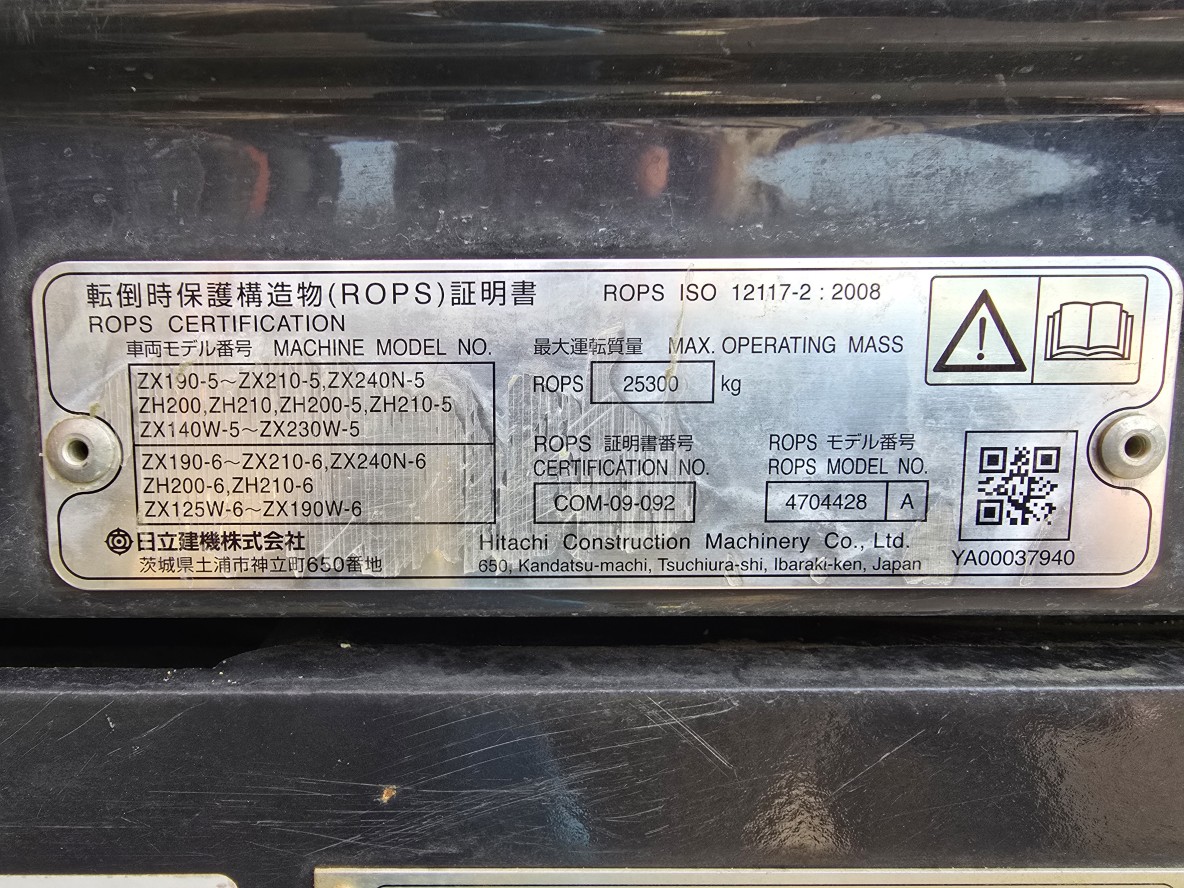 転倒時保護構造物(ROPS)証明書
ROPS CERTIFICATION
ROPS ISO 12117-2 : 2008
車両モデル番号 MACHINE MODEL NO.
ZX190-5～ZX210-5,ZX240N-5
ZH200,ZH210,ZH200-5,ZH210-5
ZX140W-5～ZX230W-5
ZX190-6～ZX210-6,ZX240N-6
ZH200-6,ZH210-6
ZX125W-6～ZX190W-6
最大運転質量 MAX. OPERATING MASS
ROPS 25300 kg
ROPS 証明書番号
CERTIFICATION NO.
COM-09-092
ROPS モデル番号
ROPS MODEL NO.
4704428 A
日立建機株式会社
茨城県土浦市神立町650番地
Hitachi Construction Machinery Co., Ltd.
650, Kandatsu-machi, Tsuchiura-shi, Ibaraki-ken, Japan
YA00037940